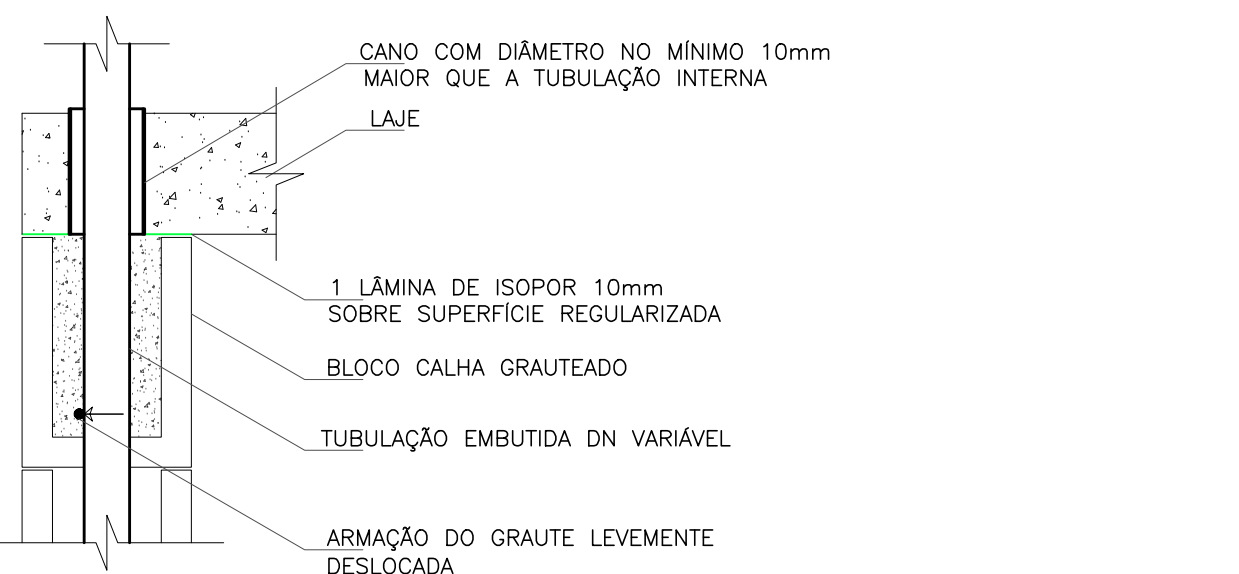 CANO COM DIÂMETRO NO MÍNIMO 10mm
MAIOR QUE A TUBULAÇÃO INTERNA
LAJE
1 LÂMINA DE ISOPOR 10mm
SOBRE SUPERFÍCIE REGULARIZADA
BLOCO CALHA GRAUTEADO
TUBULAÇÃO EMBUTIDA DN VARIÁVEL
ARMAÇÃO DO GRAUTE LEVEMENTE
DESLOCADA